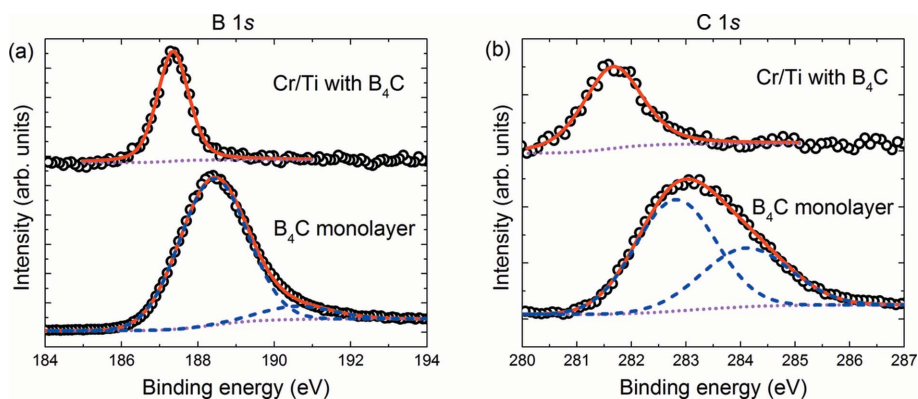 B 1s
C 1s
(a)
Cr/Ti with B₄C
B₄C monolayer
Intensity (arb. units)
184 186 188 190 192 194
Binding energy (eV)
(b)
Cr/Ti with B₄C
B₄C monolayer
Intensity (arb. units)
280 281 282 283 284 285 286 287
Binding energy (eV)